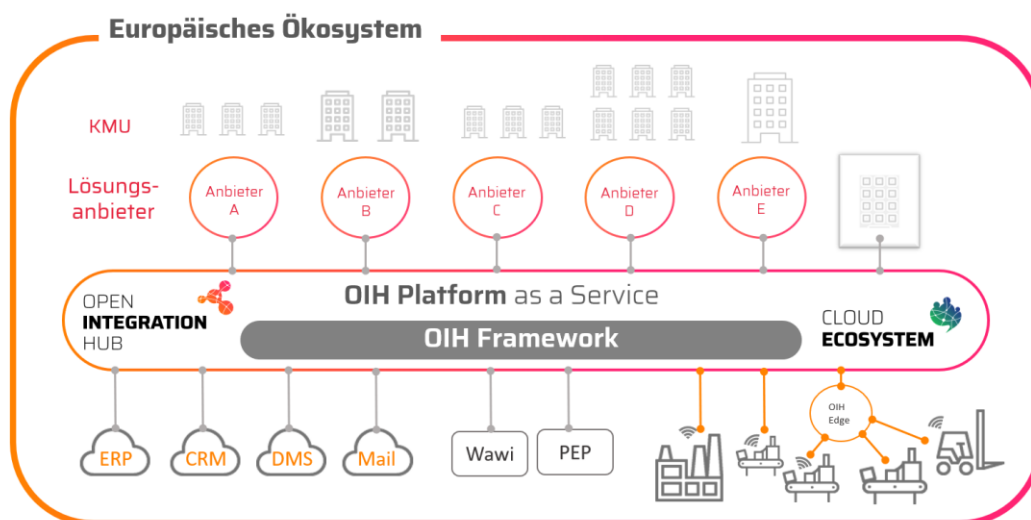 Europäisches Ökosystem
KMU
Lösungs-
anbieter
Anbieter
A
Anbieter
B
Anbieter
C
Anbieter
D
Anbieter
E
OPEN
INTEGRATION
HUB
OIH Platform as a Service
OIH Framework
CLOUD
ECOSYSTEM
OIH
Edge
ERP
CRM
DMS
Mail
Wawi
PEP